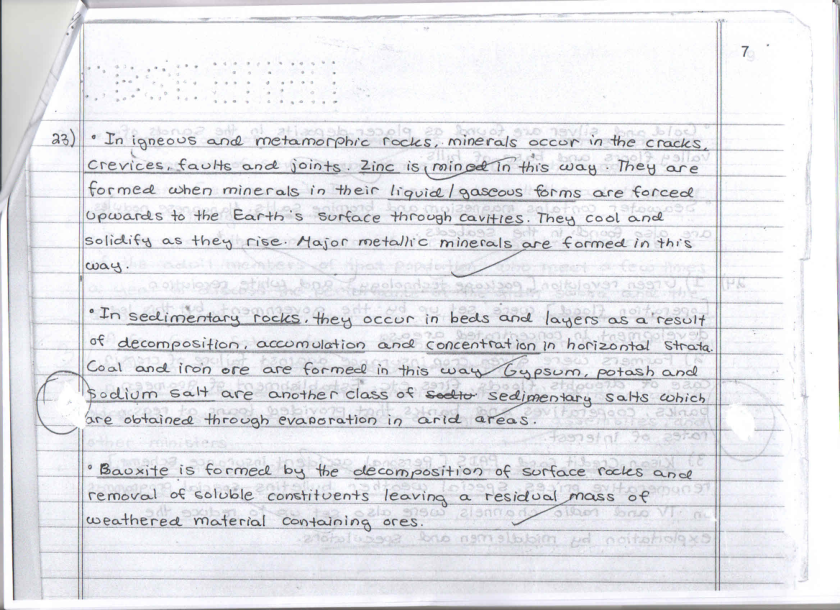 7
23) • In igneous and metamorphic rocks, minerals occur in the cracks,
crevices, faults and joints. Zinc is mined in this way. They are
formed when minerals in their liquid/gaseous forms are forced
upwards to the Earth's surface through cavities. They cool and
solidify as they rise. Major metallic minerals are formed in this
way.
• In sedimentary rocks, they occur in beds and layers as a result
of decomposition, accumulation and concentration in horizontal strata.
Coal and iron ore are formed in this way. Gypsum, potash and
sodium salt are another class of sedimentary salts which
are obtained through evaporation in arid areas.
• Bauxite is formed by the decomposition of surface rocks and
removal of soluble constituents leaving a residual mass of
weathered material containing ores.